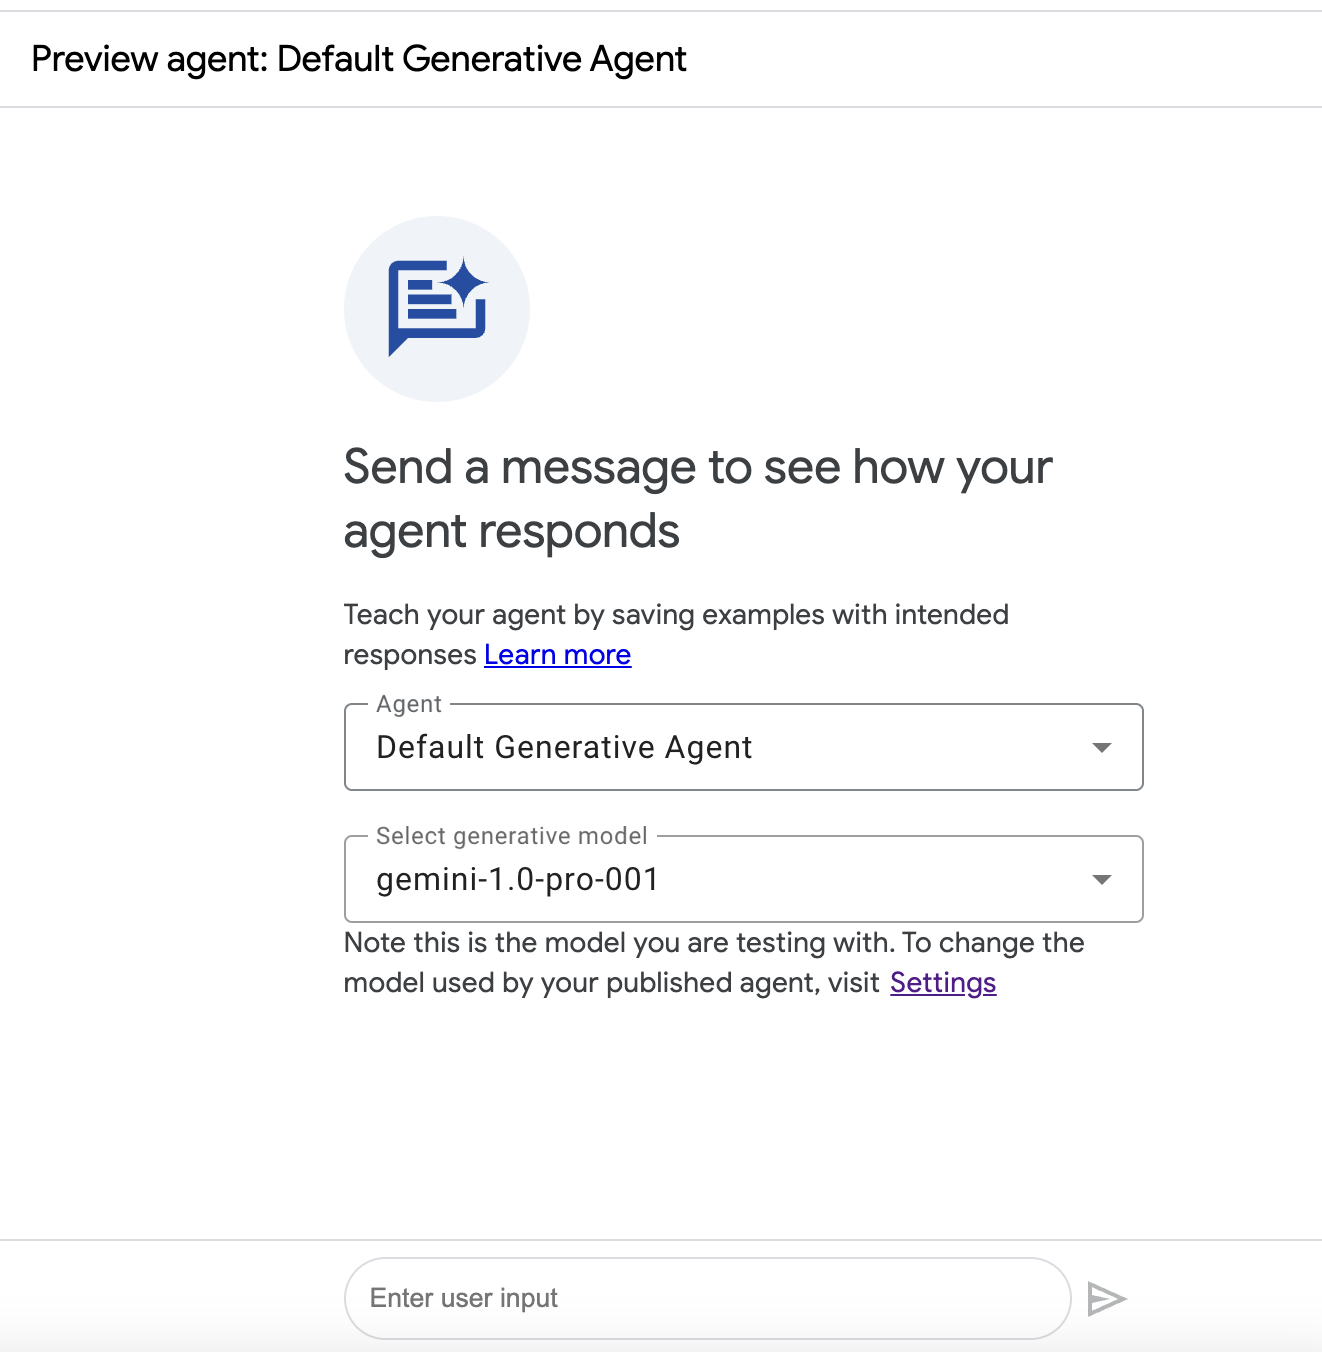 Preview agent: Default Generative Agent
Send a message to see how your
agent responds
Teach your agent by saving examples with intended
responses Learn more
Agent
Default Generative Agent
Select generative model
gemini-1.0-pro-001
Note this is the model you are testing with. To change the
model used by your published agent, visit Settings
Enter user input